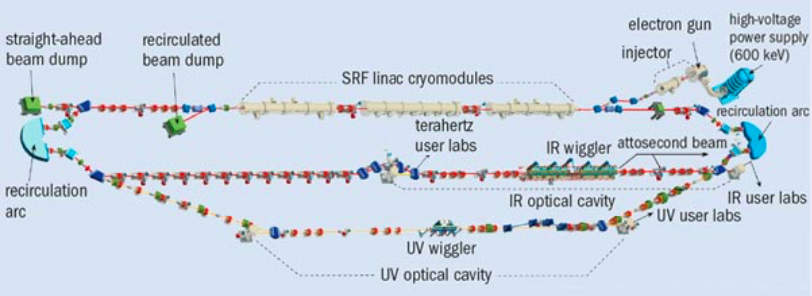 straight-ahead
beam dump
recirculated
beam dump
SRF linac cryomodules
electron gun
injector
high-voltage
power supply
(600 keV)
recirculation arc
terahertz
user labs
IR wiggler
attosecond beam
recirculation
arc
IR optical cavity
IR user labs
UV user labs
UV wiggler
UV optical cavity